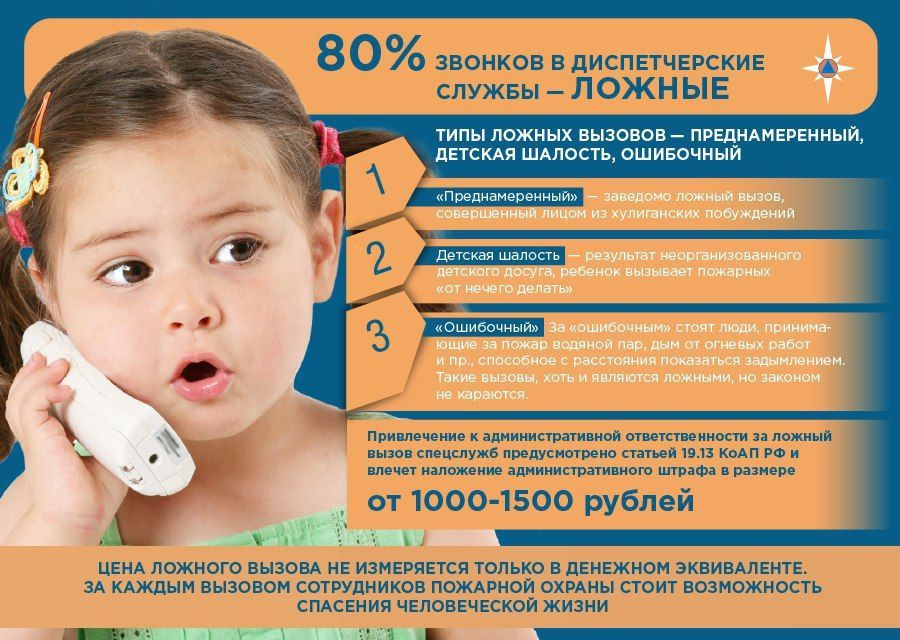 80% ЗВОНКОВ В ДИСПЕТЧЕРСКИЕ
СЛУЖБЫ — ЛОЖНЫЕ
ТИПЫ ЛОЖНЫХ ВЫЗОВОВ — ПРЕДНАМЕРЕННЫЙ,
ДЕТСКАЯ ШАЛОСТЬ, ОШИБОЧНЫЙ
1
«Преднамеренный» — заведомо ложный вызов,
совершенный лицом из хулиганских побуждений
2
Детская шалость — результат неорганизованного
детского досуга, ребенок вызывает пожарных
«от нечего делать»
3
«Ошибочный» За «ошибочным» стоят люди, принима-
ющие за пожар водяной пар, дым от огневых работ
и пр., способное с расстояния показаться задымлением.
Такие вызовы, хоть и являются ложными, но законом
не караются.
Привлечение к административной ответственности за ложный
вызов спецслужб предусмотрено статьей 19.13 КоАП РФ и
влечет наложение административного штрафа в размере
от 1000-1500 рублей
ЦЕНА ЛОЖНОГО ВЫЗОВА НЕ ИЗМЕРЯЕТСЯ ТОЛЬКО В ДЕНЕЖНОМ ЭКВИВАЛЕНТЕ.
ЗА КАЖДЫМ ВЫЗОВОМ СОТРУДНИКОВ ПОЖАРНОЙ ОХРАНЫ СТОИТ ВОЗМОЖНОСТЬ
СПАСЕНИЯ ЧЕЛОВЕЧЕСКОЙ ЖИЗНИ